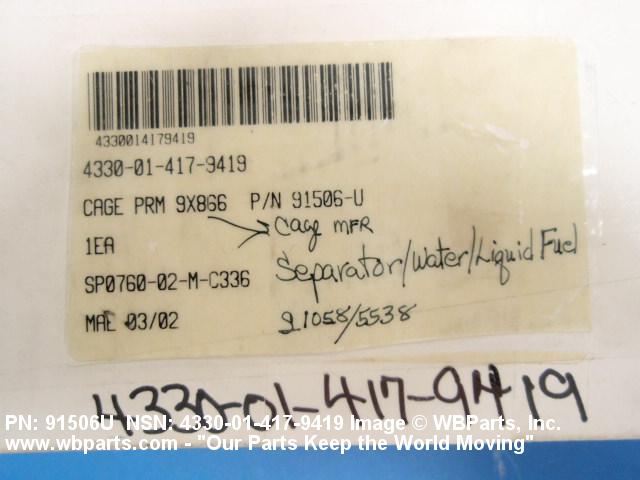 4330014179419
4330-01-417-9419
CAGE PRM 9X866 P/N 91506-U
Cage MFR
1EA
Separator/Water/Liquid Fuel
SP0760-02-M-C336
MAE 03/02
21058/5538
4330-01-417-9419
PN: 91506U NSN: 4330-01-417-9419 Image © WBParts, Inc.
www.wbparts.com - "Our Parts Keep the World Moving"